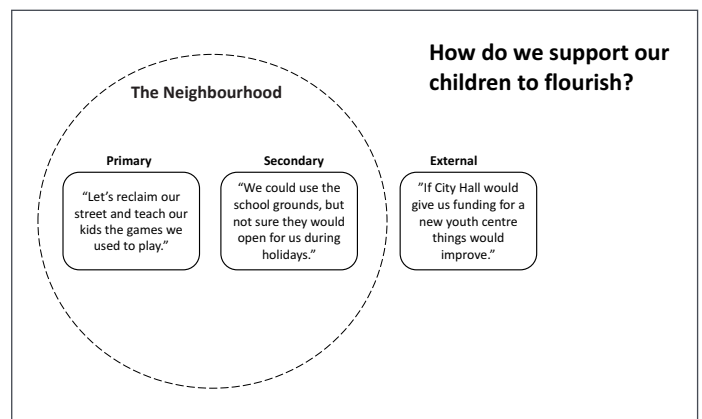 How do we support our
children to flourish?
The Neighbourhood
Primary
“Let’s reclaim our
street and teach our
kids the games we
used to play.”
Secondary
“We could use the
school grounds, but
not sure they would
open for us during
holidays.”
External
”If City Hall would
give us funding for a
new youth centre
things would
improve.”